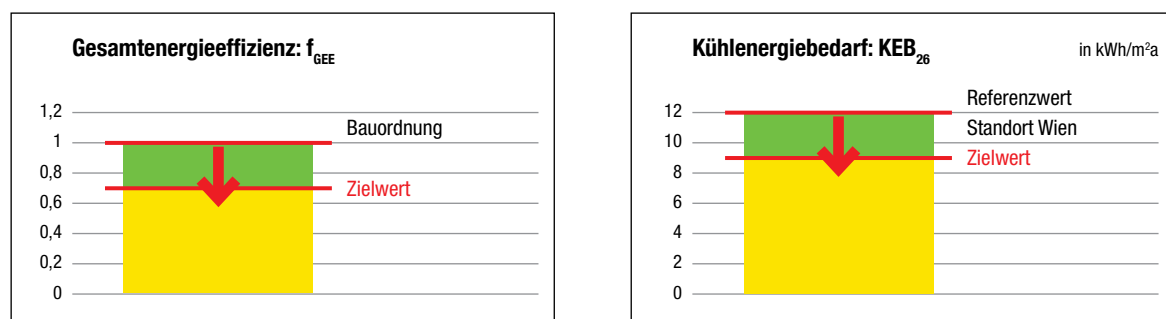 Gesamtenergieeffizienz: fGEE
1,2
1
0,8
0,6
0,4
0,2
0
Bauordnung
Zielwert
Kühlenergiebedarf: KEB26
in kWh/m²a
12
10
8
6
4
2
0
Referenzwert
Standort Wien
Zielwert